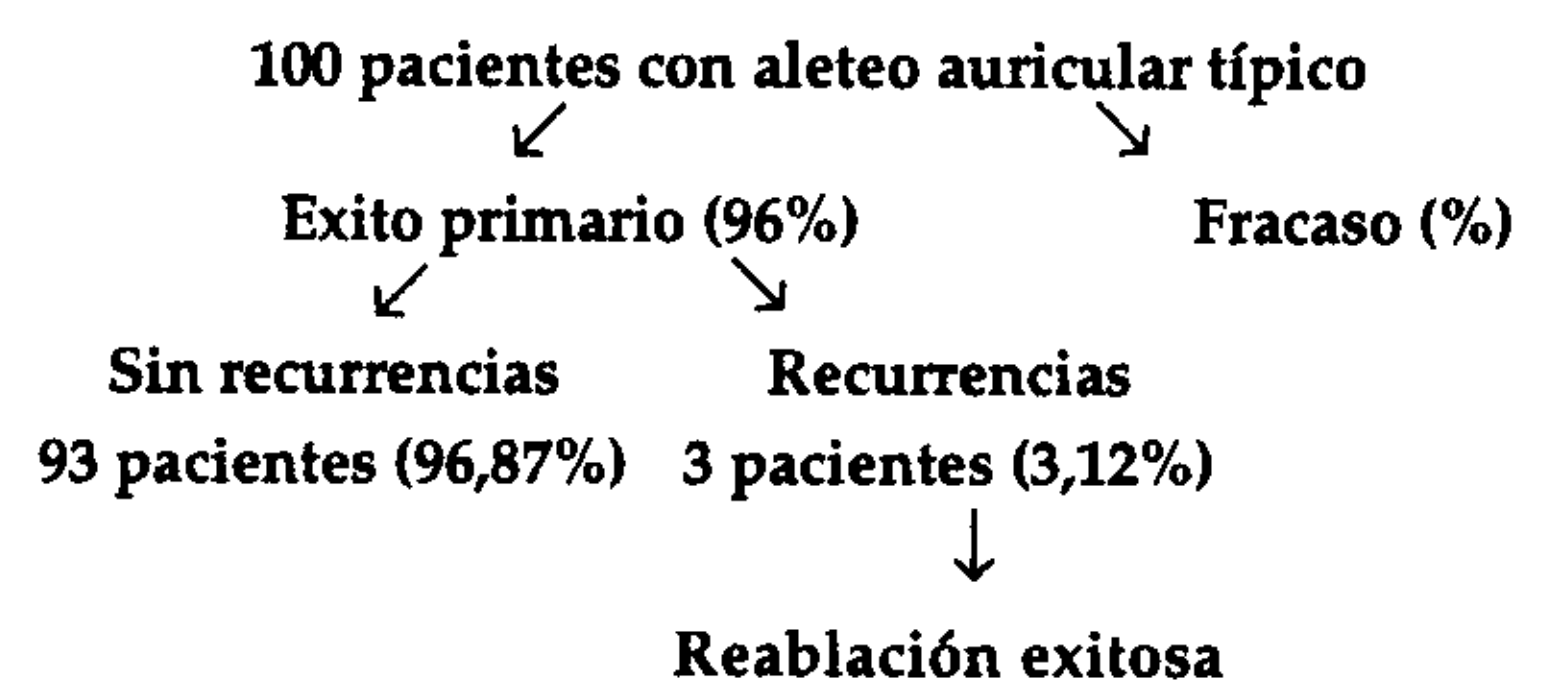 100 pacientes con aleteo auricular típico
Exito primario (96%) Fracaso (%)
Sin recurrencias Recurrencias
93 pacientes (96,87%) 3 pacientes (3,12%)
Reablación exitosa